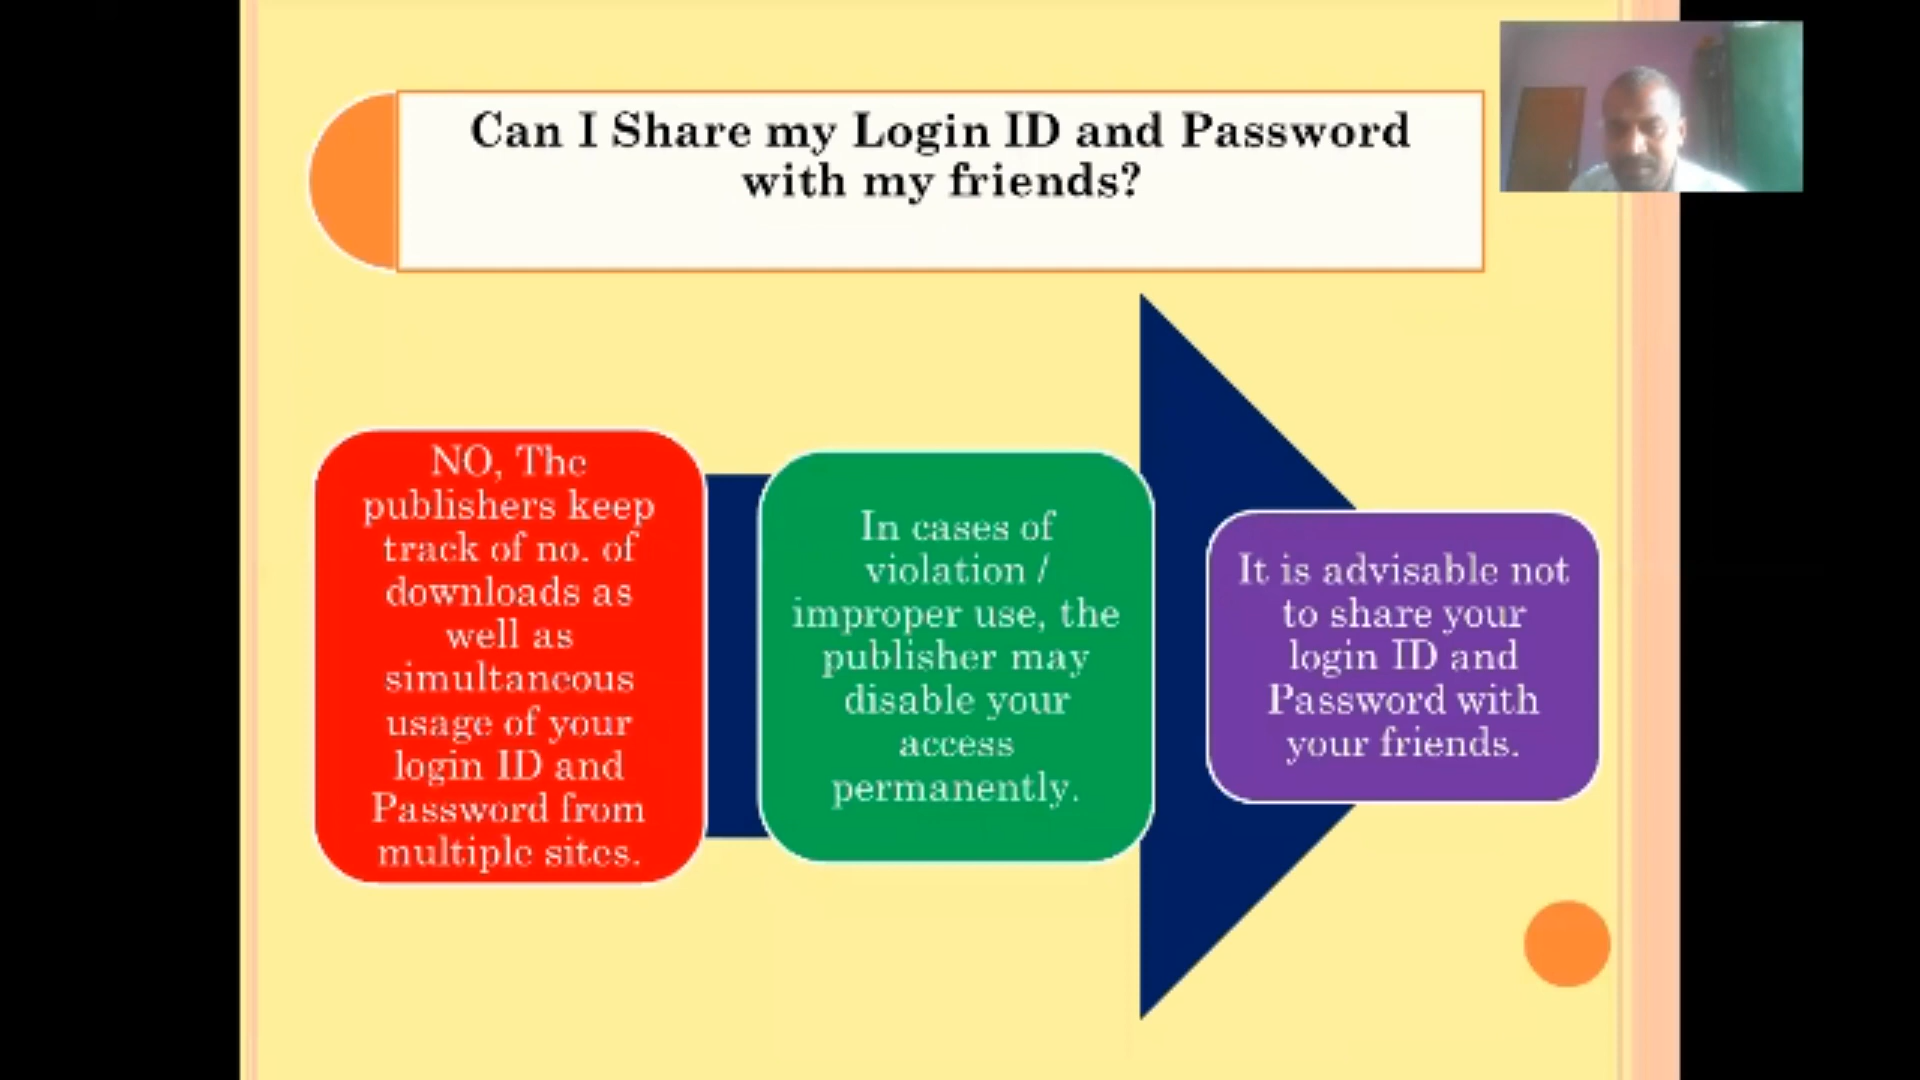 Can I Share my Login ID and Password
with my friends?
NO, The
publishers keep
track of no. of
downloads as
well as
simultaneous
usage of your
login ID and
Password from
multiple sites.
In cases of
violation /
improper use, the
publisher may
disable your
access
permanently.
It is advisable not
to share your
login ID and
Password with
your friends.